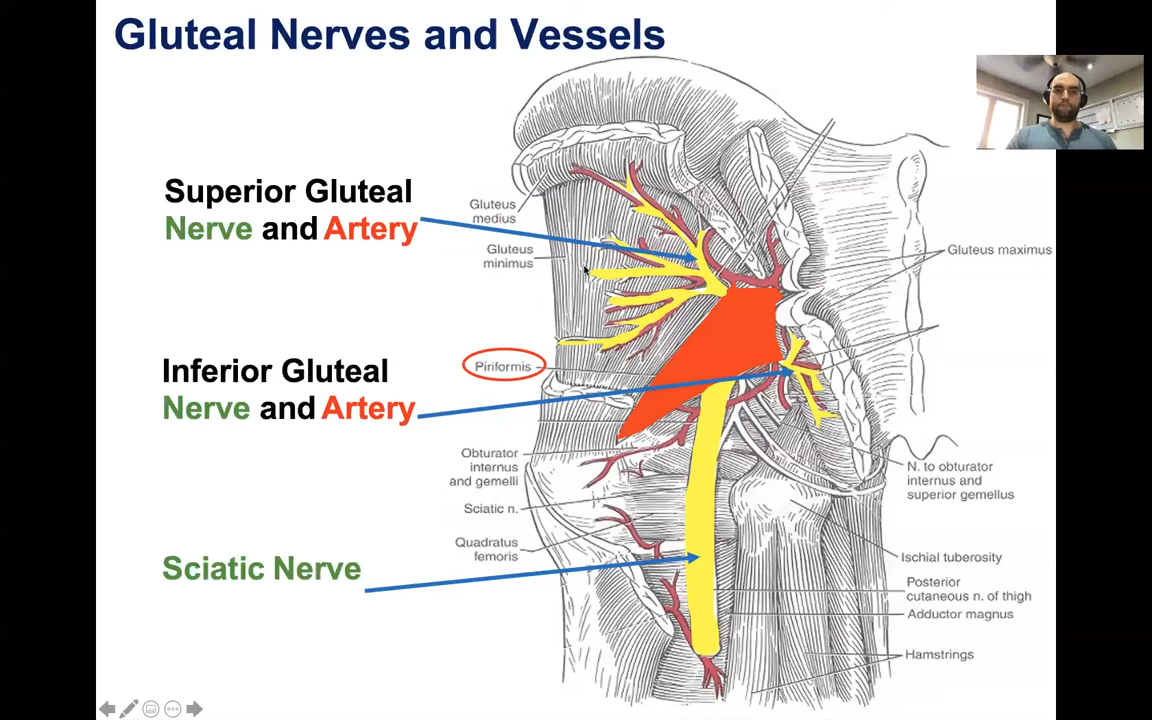 Gluteal Nerves and Vessels
Superior Gluteal
Nerve and Artery
Gluteus
medius
Gluteus
minimus
Gluteus maximus
Inferior Gluteal
Nerve and Artery
Piriformis
Obturator
internus
and gemelli
Sciatic n.
Quadratus
femoris
N. to obturator
internus and
superior gemellus
Sciatic Nerve
Ischial tuberosity
Posterior
cutaneous n. of thigh
Adductor magnus
Hamstrings